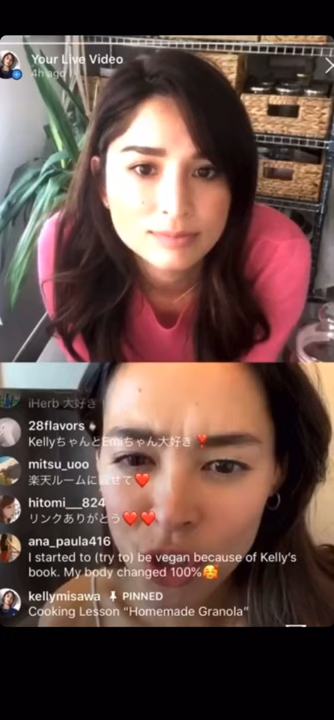 Your Live Video
4h ago
iHerb 大好き
28flavors
KellyちゃんとEmiちゃん大好き❣️
mitsu_uoo
楽天ルームに載せて❤️
hitomi__824
リンクありがとう❤️❤️
ana_paula416
I started to (try to) be vegan because of Kelly's
book. My body changed 100%🥰
kellymisawa 📌 PINNED
Cooking Lesson "Homemade Granola"